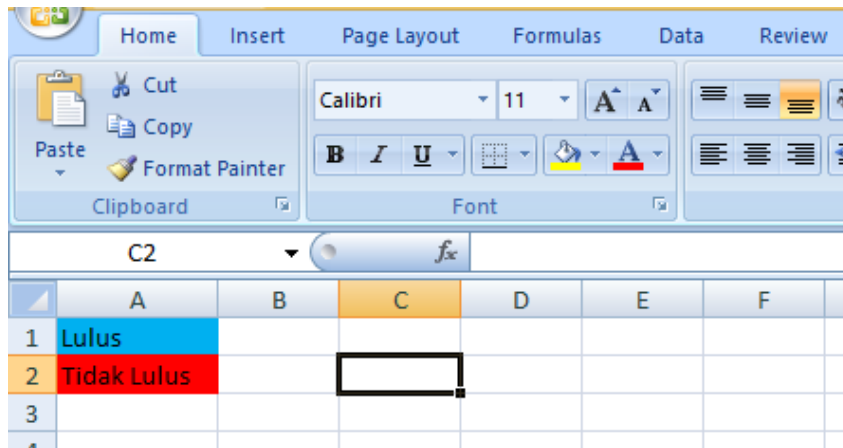 Home Insert Page Layout Formulas Data Review
Cut
Calibri 11 A A
Copy
Paste
B I U A
Format Painter
Clipboard Font
C2 fx
A B C D E F
1 Lulus
2 Tidak Lulus
3